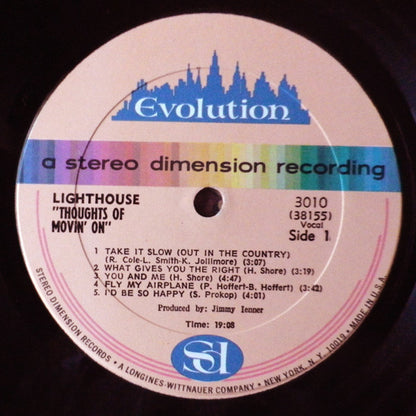 Evolution
a stereo dimension recording
LIGHTHOUSE
"THOUGHTS OF
MOVIN' ON"
3010
(38155)
Vocal
Side 1
1 TAKE IT SLOW (OUT IN THE COUNTRY)
(R. Cole-L. Smith-K. Jollimore) (3:07)
2. WHAT GIVES YOU THE RIGHT (H. Shore) (3:19)
3. YOU AND ME (H. Shore) (4:47)
4 FLY MY AIRPLANE (P. Hoffert-B. Hoffert) (3:42)
5. I'D BE SO HAPPY (S. Prokop) (4:01)
Produced by: Jimmy Ienner
Time: 19:08
SD
STEREO DIMENSION RECORDS • A LONGINES-WITTNAUER COMPANY • NEW YORK, N.Y. 10019 • MADE IN U.S.A.